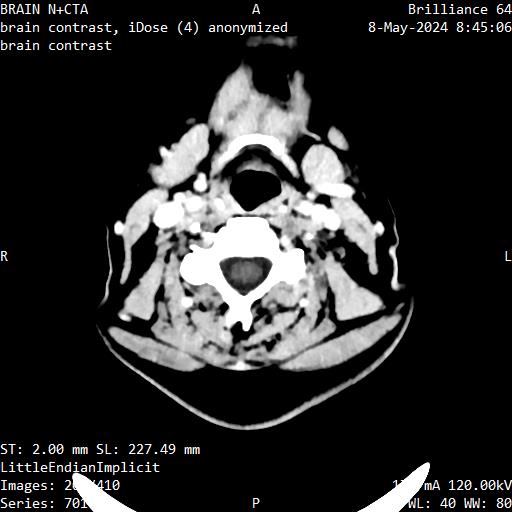 BRAIN N+CTA
A
Brilliance 64
brain contrast, iDose (4) anonymized
8-May-2024 8:45:06
brain contrast
R
L
ST: 2.00 mm SL: 227.49 mm
LittleEndianImplicit
Images: /410
mA 120.00kV
Series: 701
P
WL: 40 WW: 80